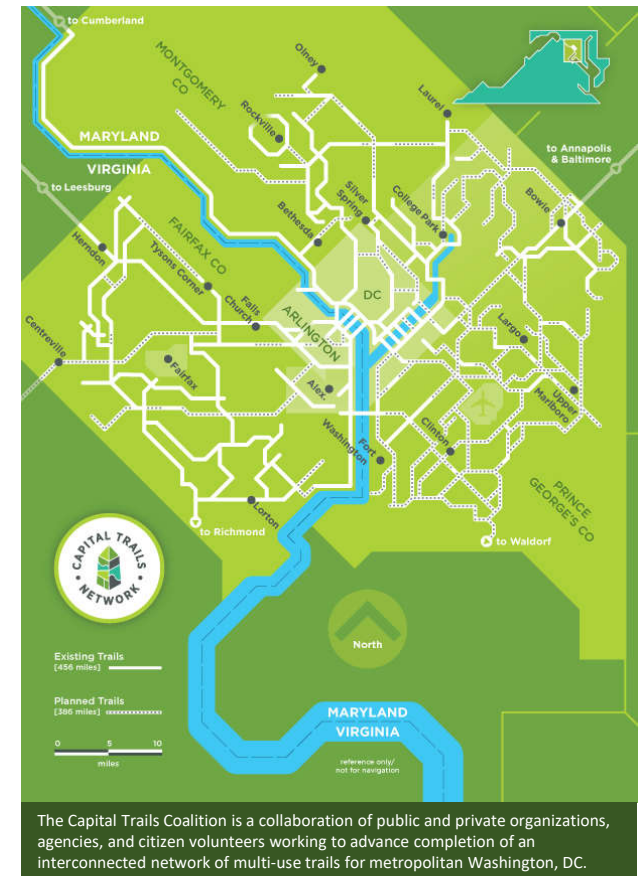 to Cumberland
MONTGOMERY
CO
Olney
Rockville
Laurel
MARYLAND
VIRGINIA
to Annapolis
& Baltimore
to Leesburg
Silver
Spring
College Park
Bowie
Bethesda
FAIRFAX CO
Herndon
Tysons Corner
DC
Falls
Church
ARLINGTON
Largo
Centreville
Fairfax
Alex.
Upper
Marlboro
Fort
Washington
Clinton
PRINCE
GEORGE'S CO
Lorton
to Richmond
to Waldorf
CAPITAL TRAILS
NETWORK
North
Existing Trails
[456 miles]
Planned Trails
[386 miles]
0 5 10
miles
MARYLAND
VIRGINIA
reference only/
not for navigation
The Capital Trails Coalition is a collaboration of public and private organizations,
agencies, and citizen volunteers working to advance completion of an
interconnected network of multi-use trails for metropolitan Washington, DC.